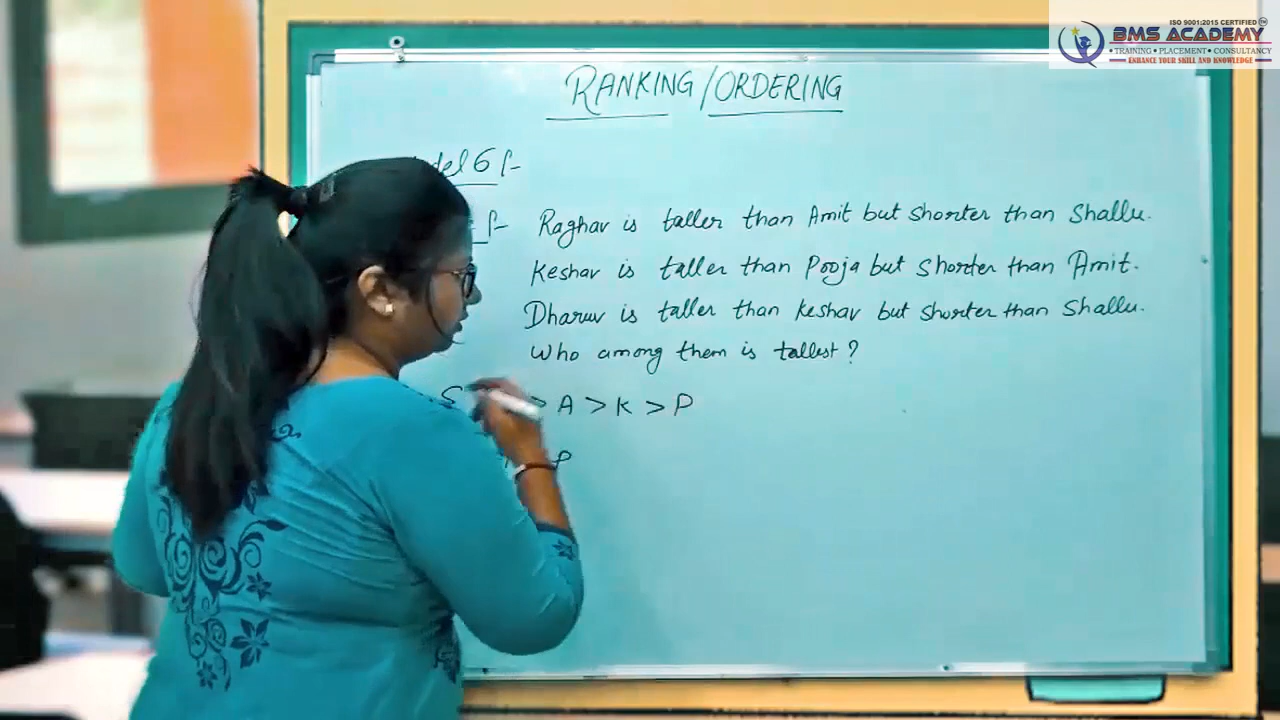 ISO 9001:2015 CERTIFIED TM
BMS ACADEMY
• TRAINING • PLACEMENT • CONSULTANCY
ENHANCE YOUR SKILL AND KNOWLEDGE
RANKING/ORDERING
del 6 :-
:- Raghav is taller than Amit but shorter than Shallu.
Keshav is taller than Pooja but shorter than Amit.
Dharuv is taller than Keshav but shorter than Shallu.
Who among them is tallest?
S > A > K > P